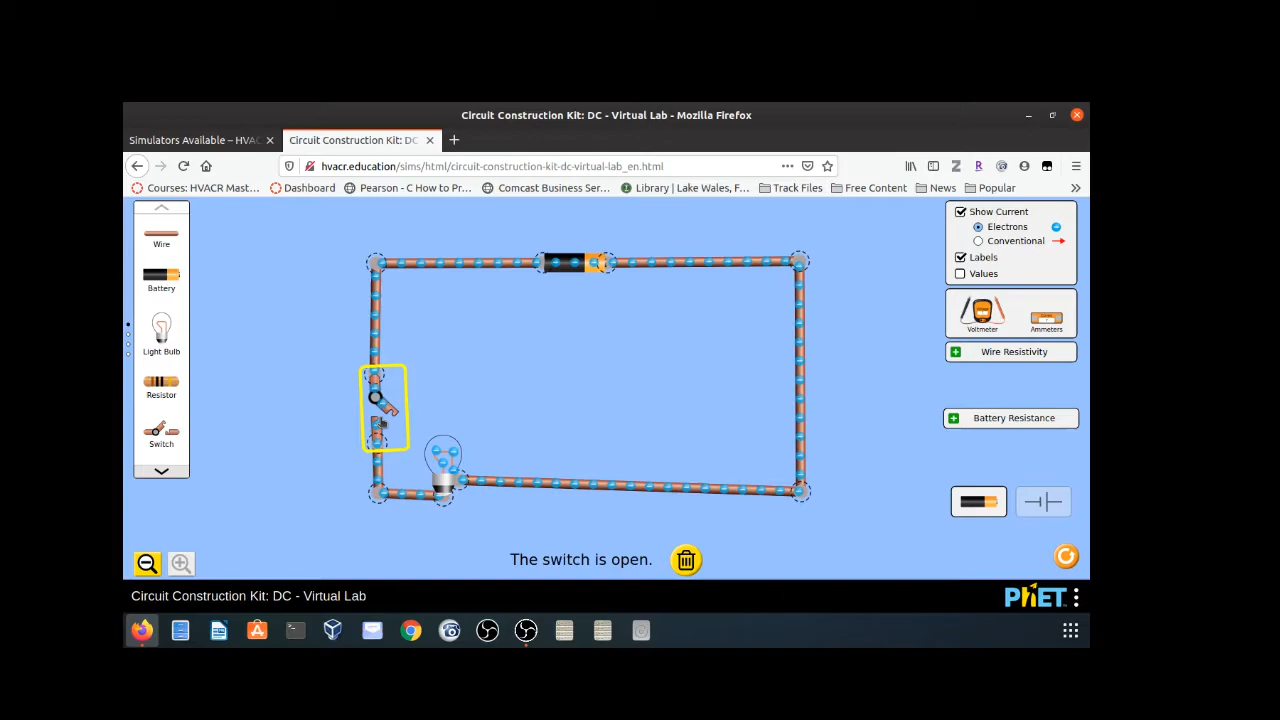 Circuit Construction Kit: DC - Virtual Lab - Mozilla Firefox
Simulators Available – HVAC
Circuit Construction Kit: DC
hvacr.education/sims/html/circuit-construction-kit-dc-virtual-lab_en.html
Courses: HVACR Mast...
Dashboard
Pearson - C How to Pr...
Comcast Business Ser...
Library | Lake Wales, F...
Track Files
Free Content
News
Popular
Wire
Battery
Light Bulb
Resistor
Switch
Show Current
Electrons
Conventional
Labels
Values
Voltmeter
Ammeters
Wire Resistivity
Battery Resistance
The switch is open.
Circuit Construction Kit: DC - Virtual Lab
PhET